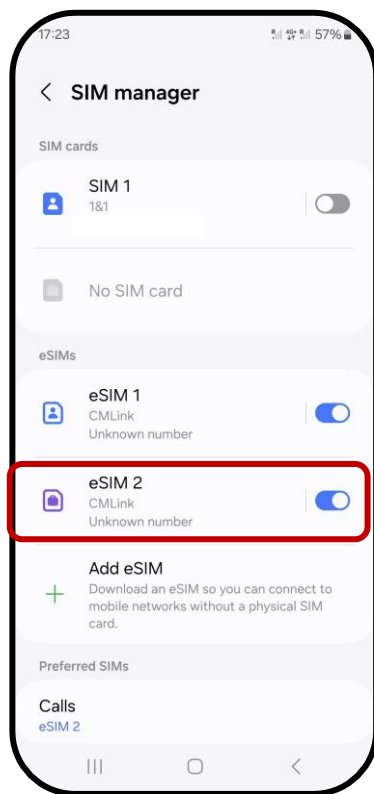 17:23 57%
SIM manager
SIM cards
SIM 1
1&1
No SIM card
eSIMs
eSIM 1
CMLink
Unknown number
eSIM 2
CMLink
Unknown number
Add eSIM
Download an eSIM so you can connect to
mobile networks without a physical SIM
card.
Preferred SIMs
Calls
eSIM 2